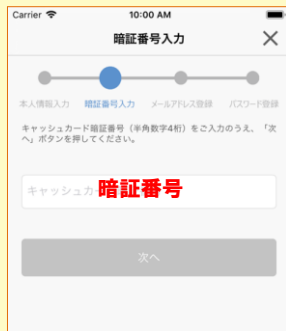 Carrier 10:00 AM
暗証番号入力
本人情報入力 暗証番号入力 メールアドレス登録 パスワード登録
キャッシュカード暗証番号(半角数字4桁)をご入力のうえ、「次
へ」ボタンを押してください。
キャッシュカ
暗証番号
次へ